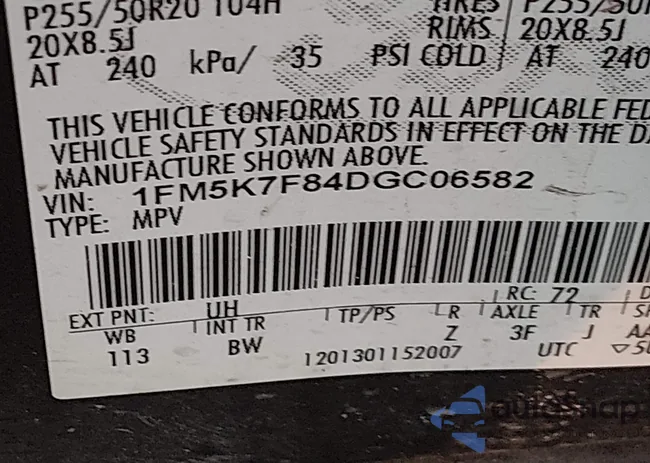 P255/50R20 104H
20X8.5J
AT 240 kPa/ 35 PSI COLD
RIMS 20X8.5J
AT 240
THIS VEHICLE CONFORMS TO ALL APPLICABLE FED
VEHICLE SAFETY STANDARDS IN EFFECT ON THE DA
MANUFACTURE SHOWN ABOVE.
VIN: 1FM5K7F84DGC06582
TYPE: MPV
EXT PNT: UH RC: 72
WB INT TR TP/PS R AXLE TR
113 BW Z 3F J AA
1201301152007 UTC